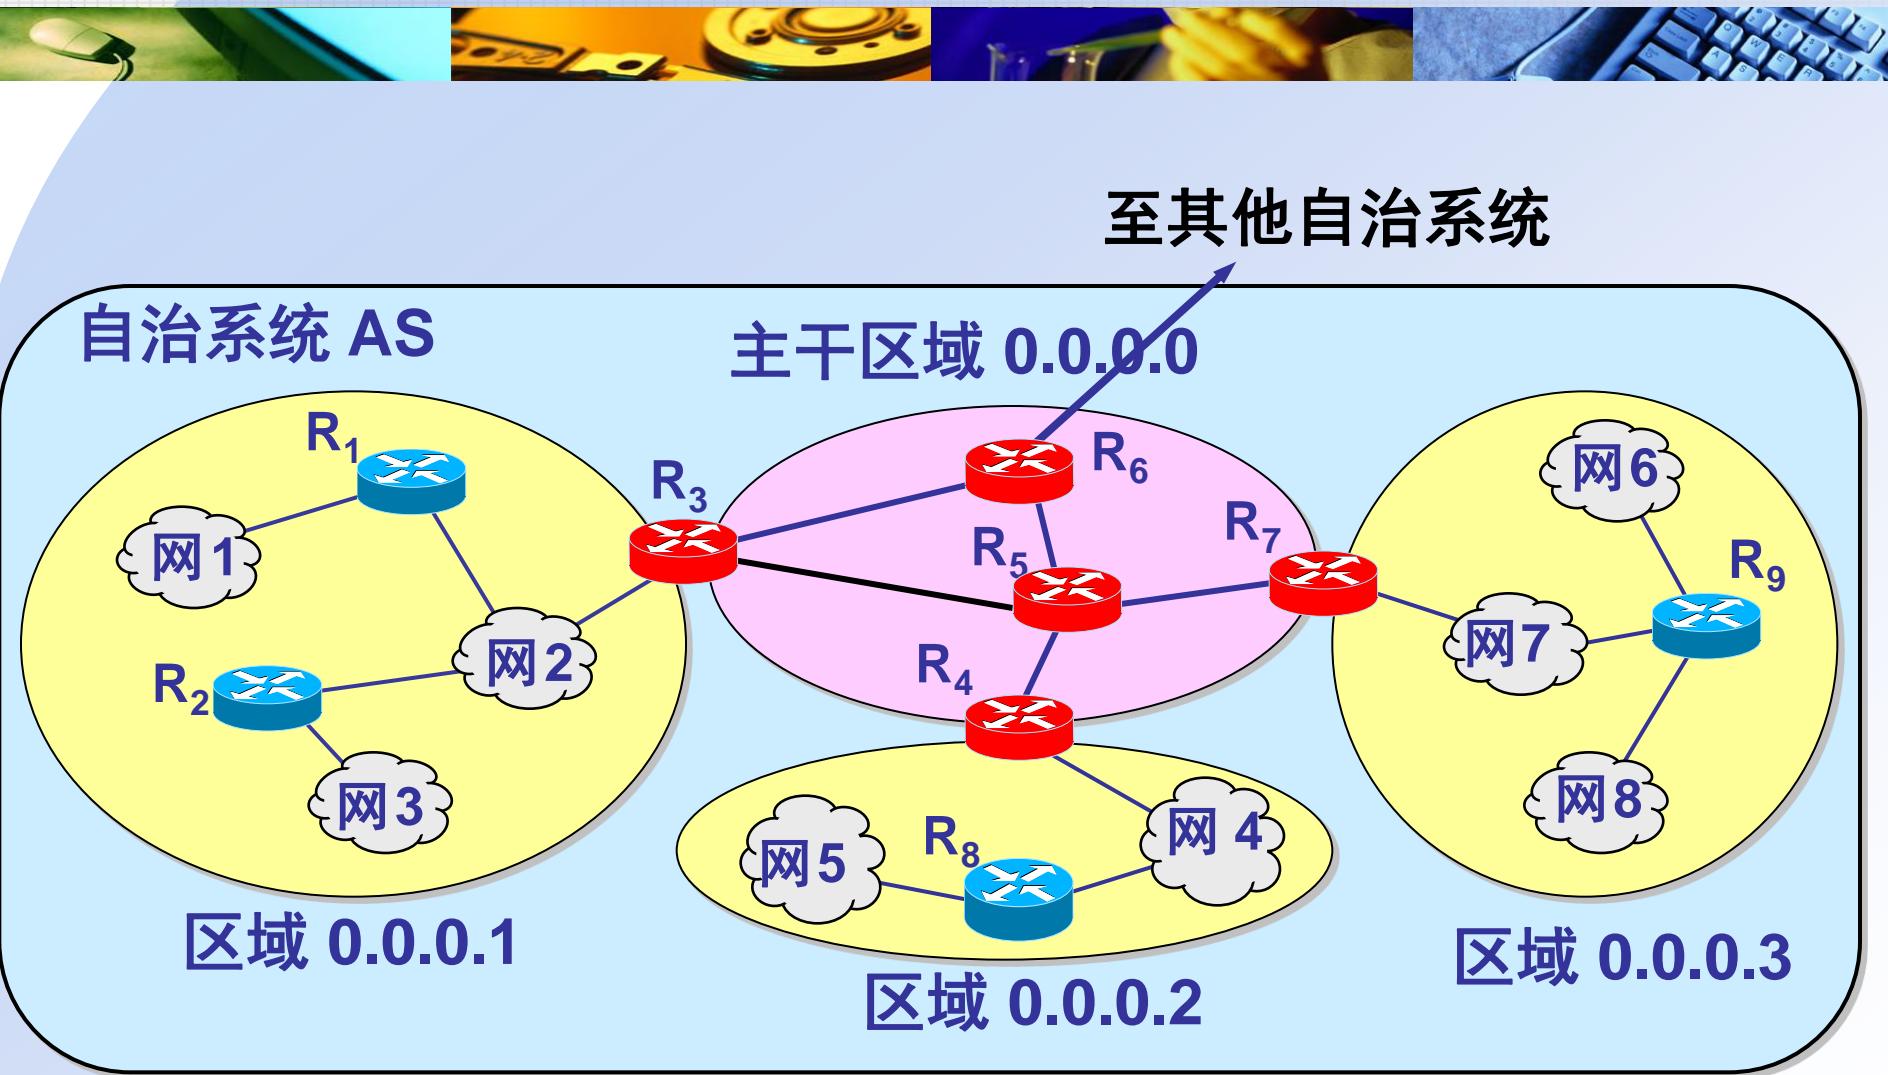 至其他自治系统
自治系统 AS
主干区域 0.0.0.0
R1
R6
R3
网6
R7
R5
R9
网1
网7
网2
R4
R2
网3
网8
网 4
R8
网5
区域 0.0.0.1
区域 0.0.0.3
区域 0.0.0.2